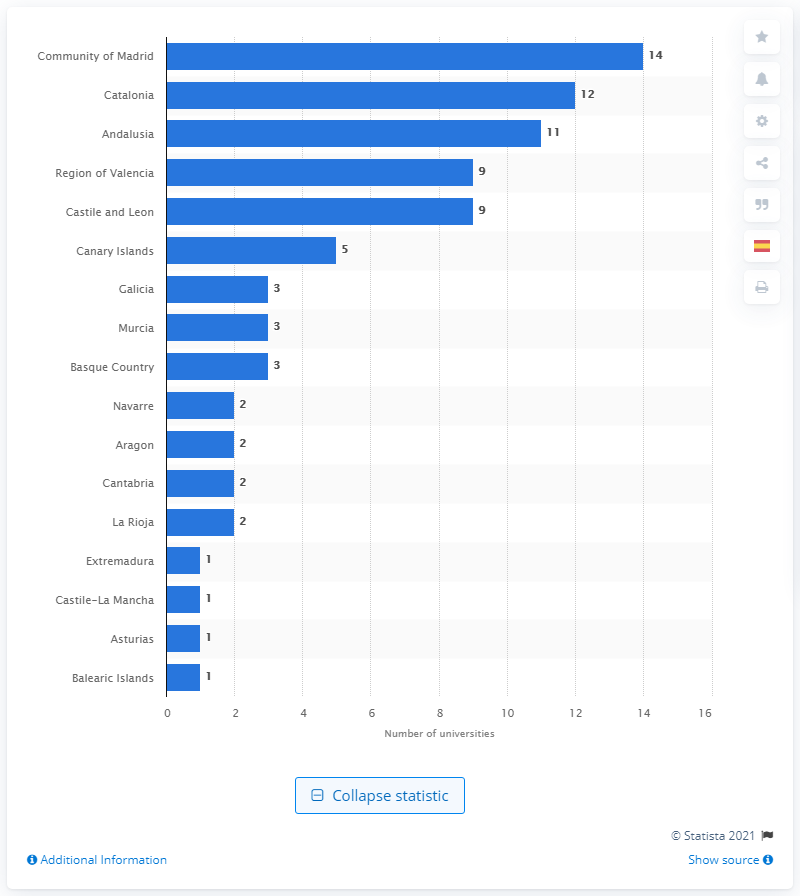 Community of Madrid 14
Catalonia 12
Andalusia 11
Region of Valencia 9
Castile and Leon 9
Canary Islands 5
Galicia 3
Murcia 3
Basque Country 3
Navarre 2
Aragon 2
Cantabria 2
La Rioja 2
Extremadura 1
Castile-La Mancha 1
Asturias 1
Balearic Islands 1
0 2 4 6 8 10 12 14 16
Number of universities
Collapse statistic
© Statista 2021
Additional Information Show source